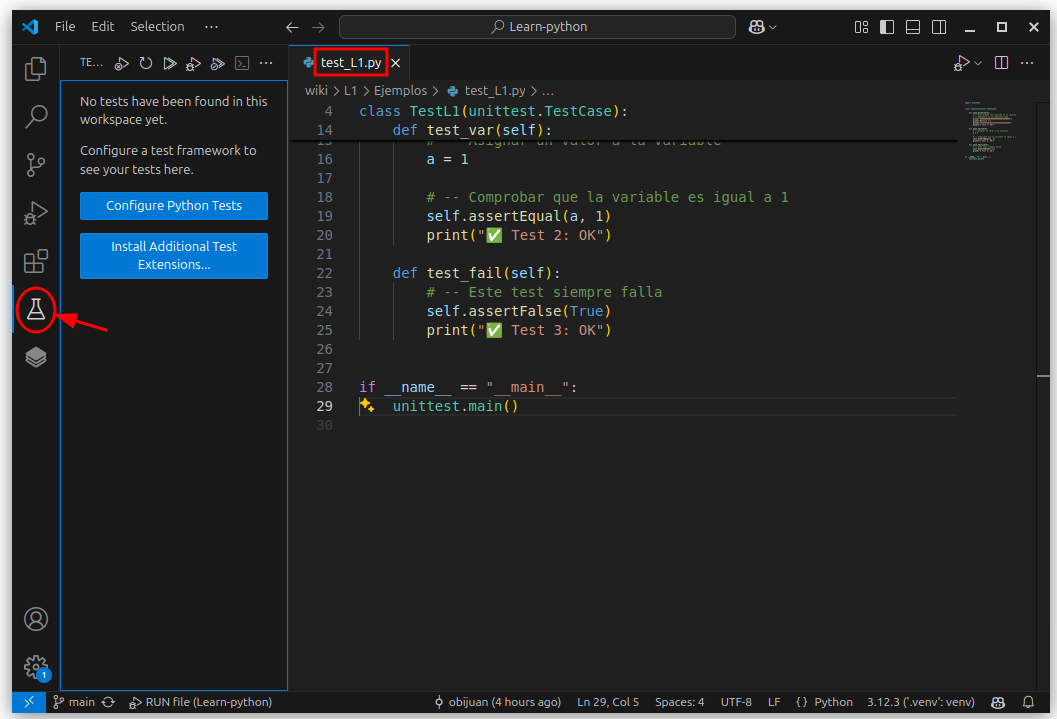 File Edit Selection ··· Learn-python
TE... ···
test_L1.py
No tests have been found in this
workspace yet.
Configure a test framework to
see your tests here.
Configure Python Tests
Install Additional Test
Extensions...
wiki > L1 > Ejemplos > test_L1.py > ...
4 class TestL1(unittest.TestCase):
14 def test_var(self):
15 # -- Asignar un valor a la variable
16 a = 1
17
18 # -- Comprobar que la variable es igual a 1
19 self.assertEqual(a, 1)
20 print("✅ Test 2: OK")
21
22 def test_fail(self):
23 # -- Este test siempre falla
24 self.assertFalse(True)
25 print("✅ Test 3: OK")
26
27
28 if __name__ == "__main__":
29 unittest.main()
30
1
main RUN file (Learn-python) obijuan (4 hours ago) Ln 29, Col 5 Spaces: 4 UTF-8 LF {} Python 3.12.3 ('.venv': venv)